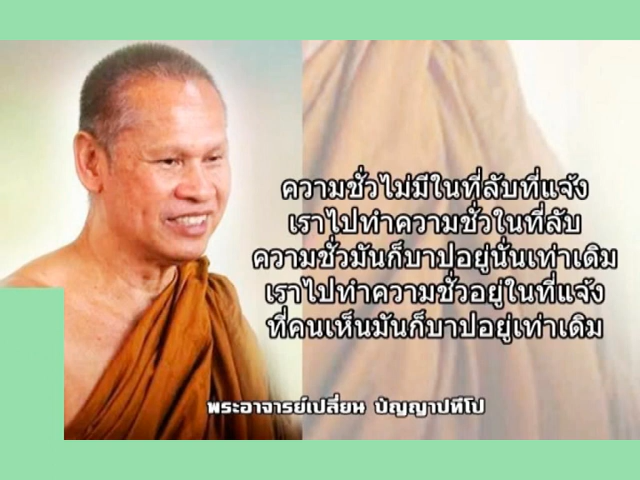 ความชั่วไม่มีในที่ลับที่แจ้ง
เราไปทำความชั่วในที่ลับ
ความชั่วมันก็บาปอยู่นั่นเท่าเดิม
เราไปทำความชั่วอยู่ในที่แจ้ง
ที่คนเห็นมันก็บาปอยู่เท่าเดิม
พระอาจารย์เปลี่ยน ปัญญาปทีโป